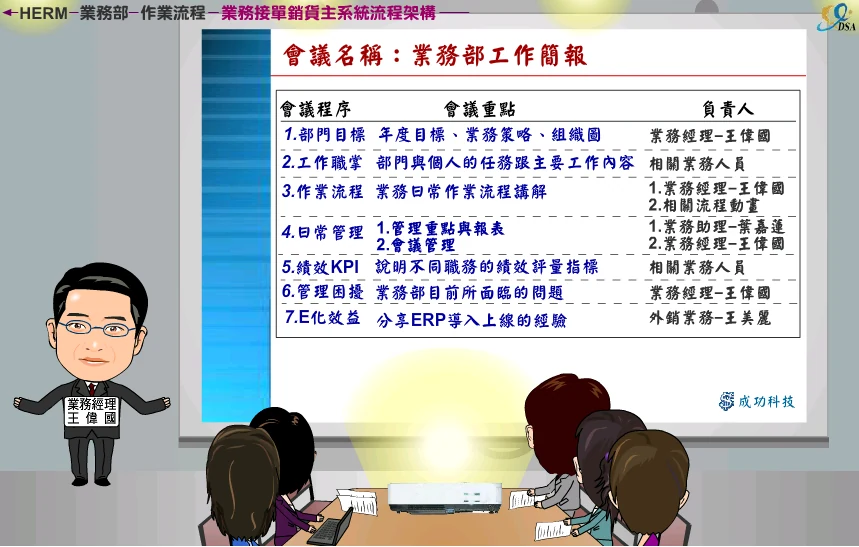 HERM－業務部－作業流程－業務接單銷貨主系統流程架構
DSA
會議名稱：業務部工作簡報
會議程序 會議重點 負責人
1.部門目標 年度目標、業務策略、組織圖 業務經理-王偉國
2.工作職掌 部門與個人的任務跟主要工作內容 相關業務人員
3.作業流程 業務日常作業流程講解 1.業務經理-王偉國
2.相關流程動畫
4.日常管理 1.管理重點與報表 1.業務助理-葉嘉蓮
2.會議管理 2.業務經理-王偉國
5.績效KPI 說明不同職務的績效評量指標 相關業務人員
6.管理困擾 業務部目前所面臨的問題 業務經理-王偉國
7.E化效益 分享ERP導入上線的經驗 外銷業務-王美麗
成功科技
業務經理
王偉國